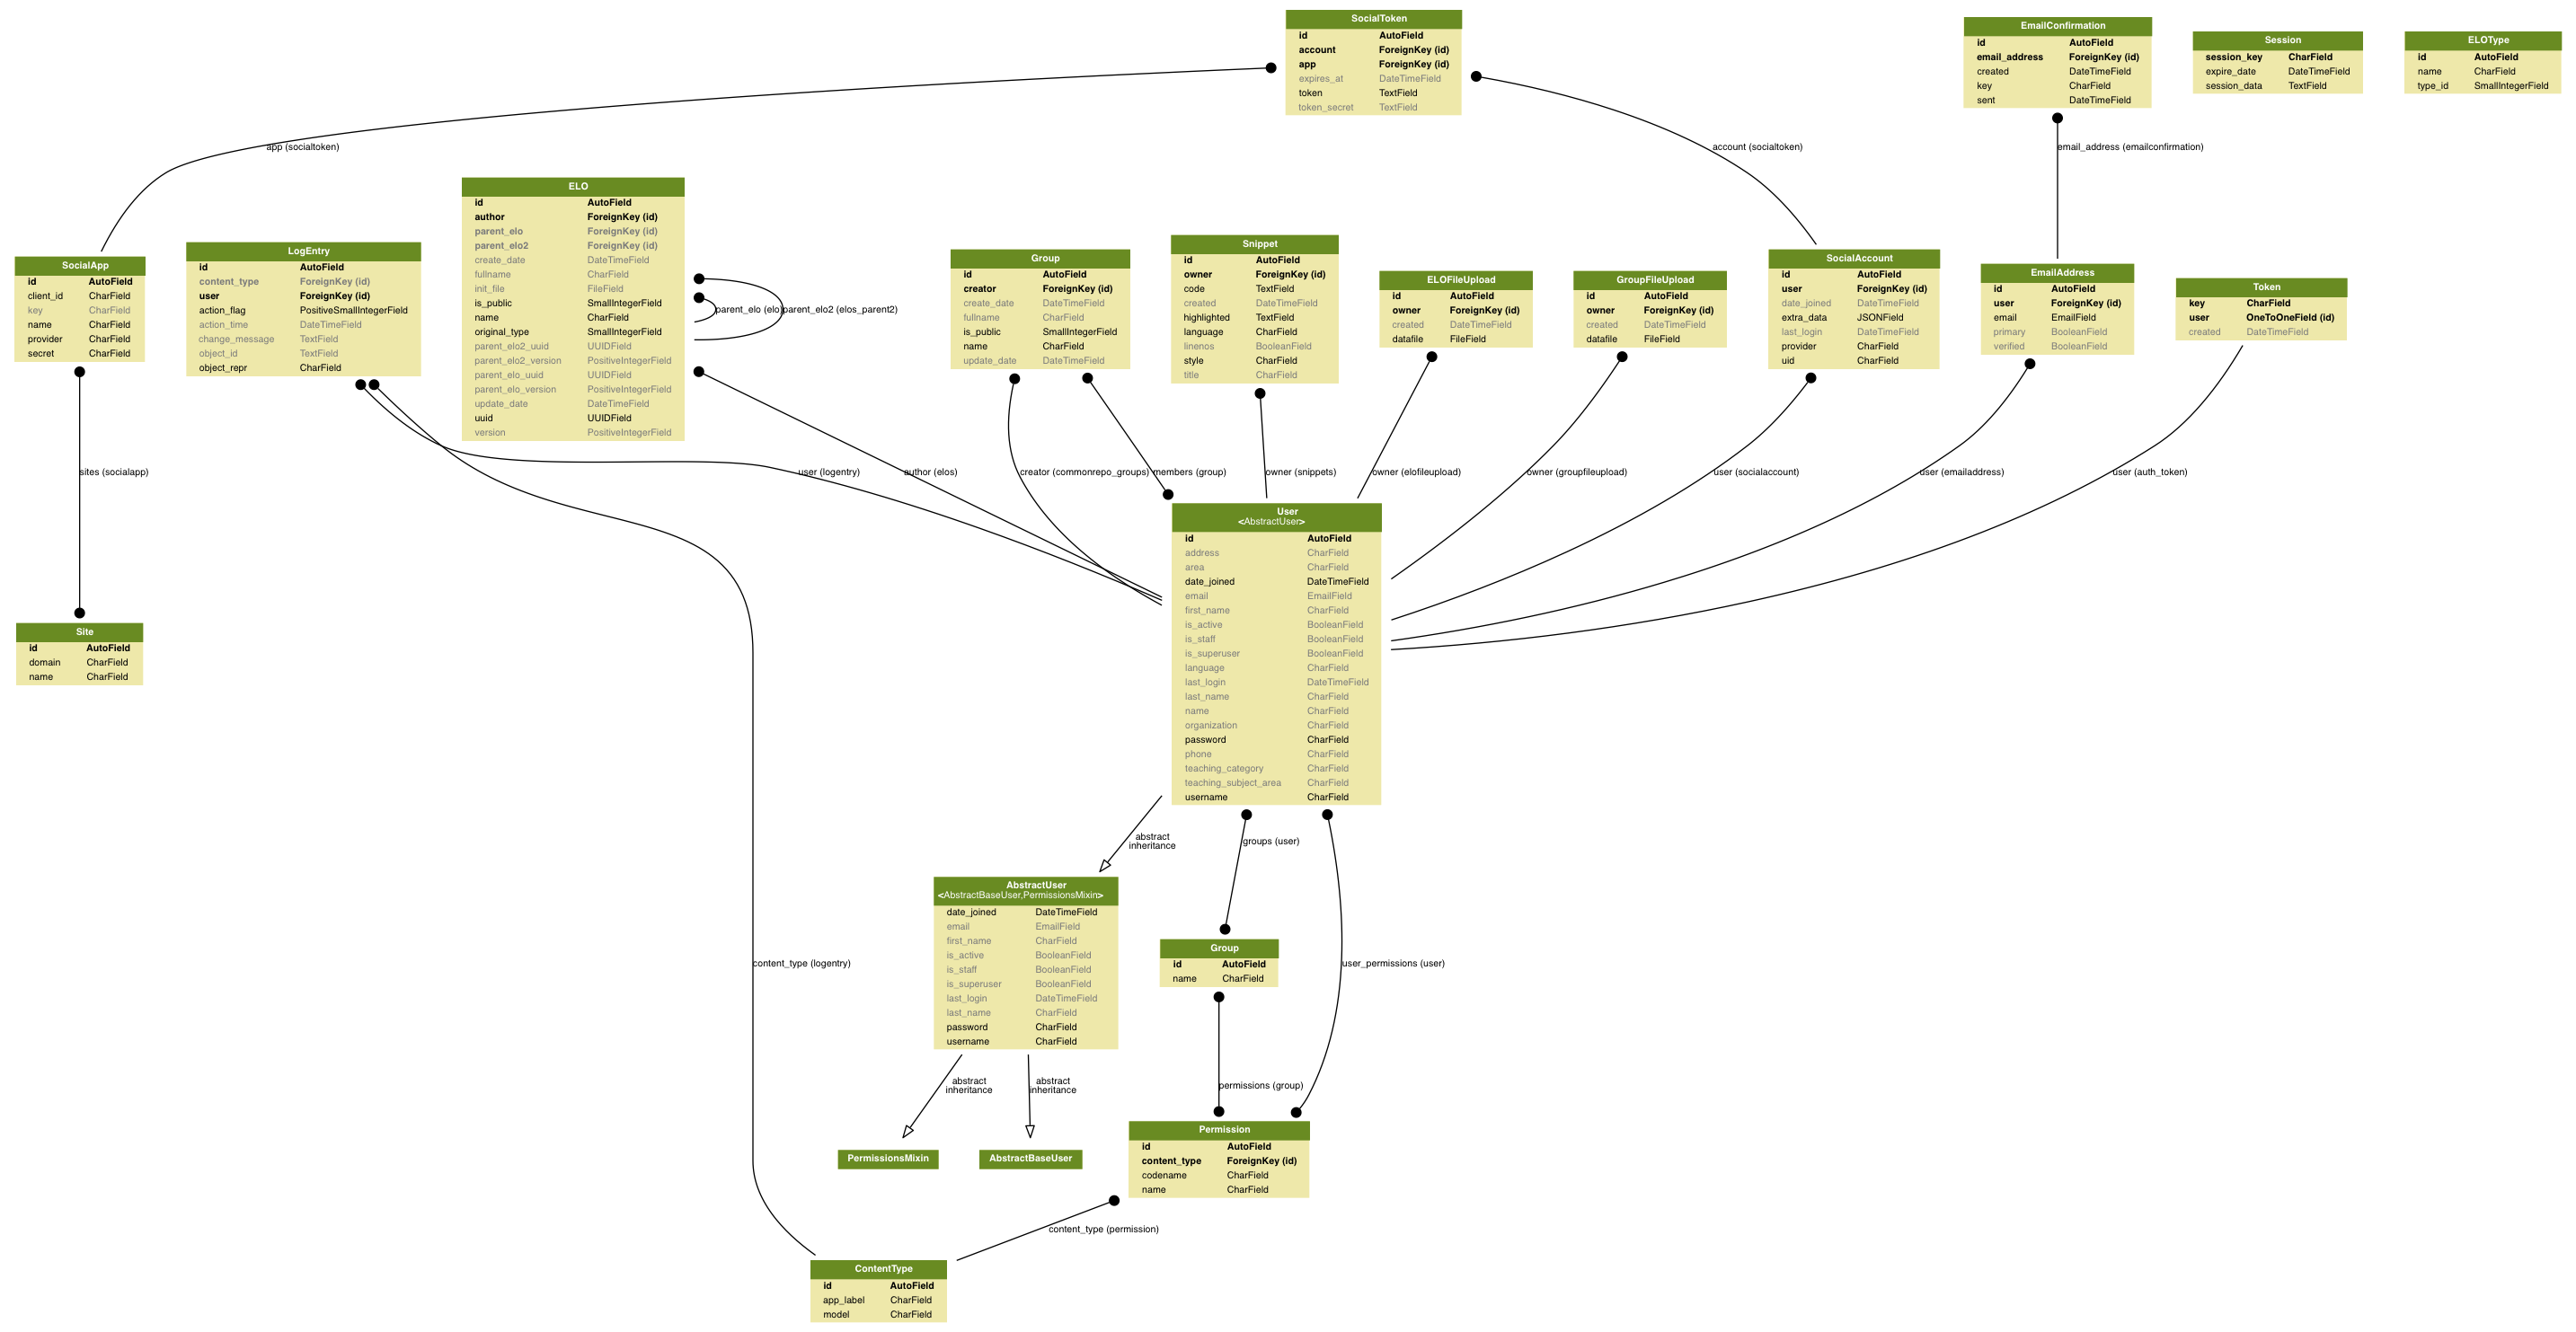 SocialToken
id AutoField
account ForeignKey (id)
app ForeignKey (id)
expires_at DateTimeField
token TextField
token_secret TextField
EmailConfirmation
id AutoField
email_address ForeignKey (id)
created DateTimeField
key CharField
sent DateTimeField
Session
session_key CharField
expire_date DateTimeField
session_data TextField
ELOType
id AutoField
name CharField
type_id SmallIntegerField
app (socialtoken)
account (socialtoken)
email_address (emailconfirmation)
SocialApp
id AutoField
client_id CharField
key CharField
name CharField
provider CharField
secret CharField
LogEntry
id AutoField
content_type ForeignKey (id)
user ForeignKey (id)
action_flag PositiveSmallIntegerField
action_time DateTimeField
change_message TextField
object_id TextField
object_repr CharField
ELO
id AutoField
author ForeignKey (id)
parent_elo ForeignKey (id)
parent_elo2 ForeignKey (id)
create_date DateTimeField
fullname CharField
init_file FileField
is_public SmallIntegerField
name CharField
original_type SmallIntegerField
parent_elo2_uuid UUIDField
parent_elo2_version PositiveIntegerField
parent_elo_uuid UUIDField
parent_elo_version PositiveIntegerField
update_date DateTimeField
uuid UUIDField
version PositiveIntegerField
parent_elo (elo)
parent_elo2 (elos_parent2)
Group
id AutoField
creator ForeignKey (id)
create_date DateTimeField
fullname CharField
is_public SmallIntegerField
name CharField
update_date DateTimeField
Snippet
id AutoField
owner ForeignKey (id)
code TextField
created DateTimeField
highlighted TextField
language CharField
linenos BooleanField
style CharField
title CharField
ELOFileUpload
id AutoField
owner ForeignKey (id)
created DateTimeField
datafile FileField
GroupFileUpload
id AutoField
owner ForeignKey (id)
created DateTimeField
datafile FileField
SocialAccount
id AutoField
user ForeignKey (id)
date_joined DateTimeField
extra_data JSONField
last_login DateTimeField
provider CharField
uid CharField
EmailAddress
id AutoField
user ForeignKey (id)
email EmailField
primary BooleanField
verified BooleanField
Token
key CharField
user OneToOneField (id)
created DateTimeField
sites (socialapp)
user (logentry)
author (elos)
creator (commonrepo_groups)
members (group)
owner (snippets)
owner (elofileupload)
owner (groupfileupload)
user (socialaccount)
user (emailaddress)
user (auth_token)
Site
id AutoField
domain CharField
name CharField
User
<AbstractUser>
id AutoField
address CharField
area CharField
date_joined DateTimeField
email EmailField
first_name CharField
is_active BooleanField
is_staff BooleanField
is_superuser BooleanField
language CharField
last_login DateTimeField
last_name CharField
name CharField
organization CharField
password CharField
phone CharField
teaching_category CharField
teaching_subject_area CharField
username CharField
abstract
inheritance
groups (user)
AbstractUser
<AbstractBaseUser,PermissionsMixin>
date_joined DateTimeField
email EmailField
first_name CharField
is_active BooleanField
is_staff BooleanField
is_superuser BooleanField
last_login DateTimeField
last_name CharField
password CharField
username CharField
Group
id AutoField
name CharField
content_type (logentry)
user_permissions (user)
abstract
inheritance
abstract
inheritance
permissions (group)
PermissionsMixin
AbstractBaseUser
Permission
id AutoField
content_type ForeignKey (id)
codename CharField
name CharField
content_type (permission)
ContentType
id AutoField
app_label CharField
model CharField